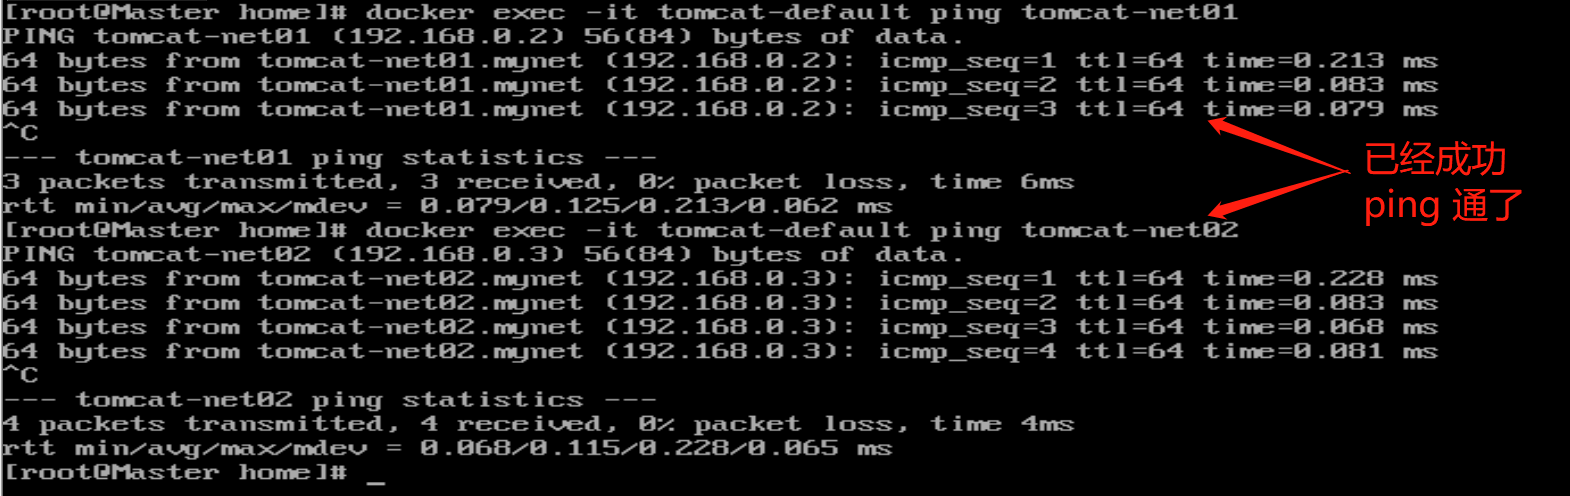 [root@Master home]# docker exec -it tomcat-default ping tomcat-net01
PING tomcat-net01 (192.168.0.2) 56(84) bytes of data.
64 bytes from tomcat-net01.mynet (192.168.0.2): icmp_seq=1 ttl=64 time=0.213 ms
64 bytes from tomcat-net01.mynet (192.168.0.2): icmp_seq=2 ttl=64 time=0.083 ms
64 bytes from tomcat-net01.mynet (192.168.0.2): icmp_seq=3 ttl=64 time=0.079 ms
^C
--- tomcat-net01 ping statistics ---
3 packets transmitted, 3 received, 0% packet loss, time 6ms
rtt min/avg/max/mdev = 0.079/0.125/0.213/0.062 ms
[root@Master home]# docker exec -it tomcat-default ping tomcat-net02
PING tomcat-net02 (192.168.0.3) 56(84) bytes of data.
64 bytes from tomcat-net02.mynet (192.168.0.3): icmp_seq=1 ttl=64 time=0.228 ms
64 bytes from tomcat-net02.mynet (192.168.0.3): icmp_seq=2 ttl=64 time=0.083 ms
64 bytes from tomcat-net02.mynet (192.168.0.3): icmp_seq=3 ttl=64 time=0.068 ms
64 bytes from tomcat-net02.mynet (192.168.0.3): icmp_seq=4 ttl=64 time=0.081 ms
^C
--- tomcat-net02 ping statistics ---
4 packets transmitted, 4 received, 0% packet loss, time 4ms
rtt min/avg/max/mdev = 0.068/0.115/0.228/0.065 ms
[root@Master home]# _
已经成功
ping 通了